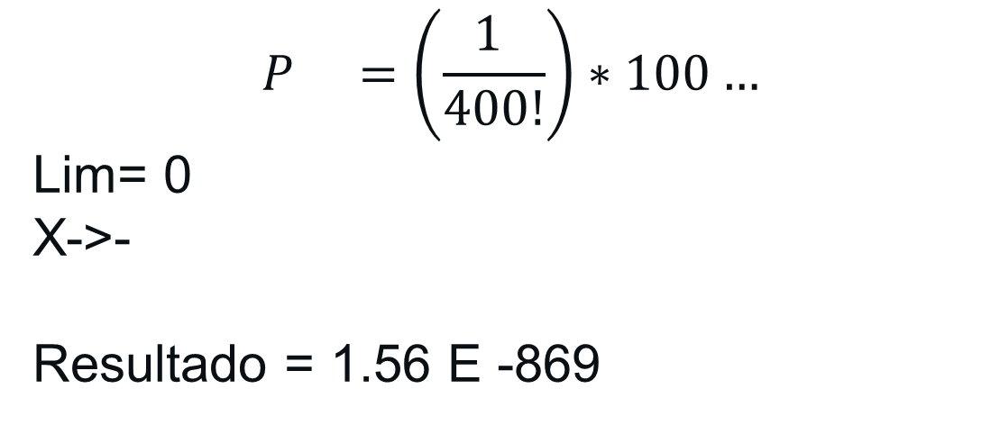 P = (1/400!) * 100 ...
Lim= 0
X->-
Resultado = 1.56 E -869